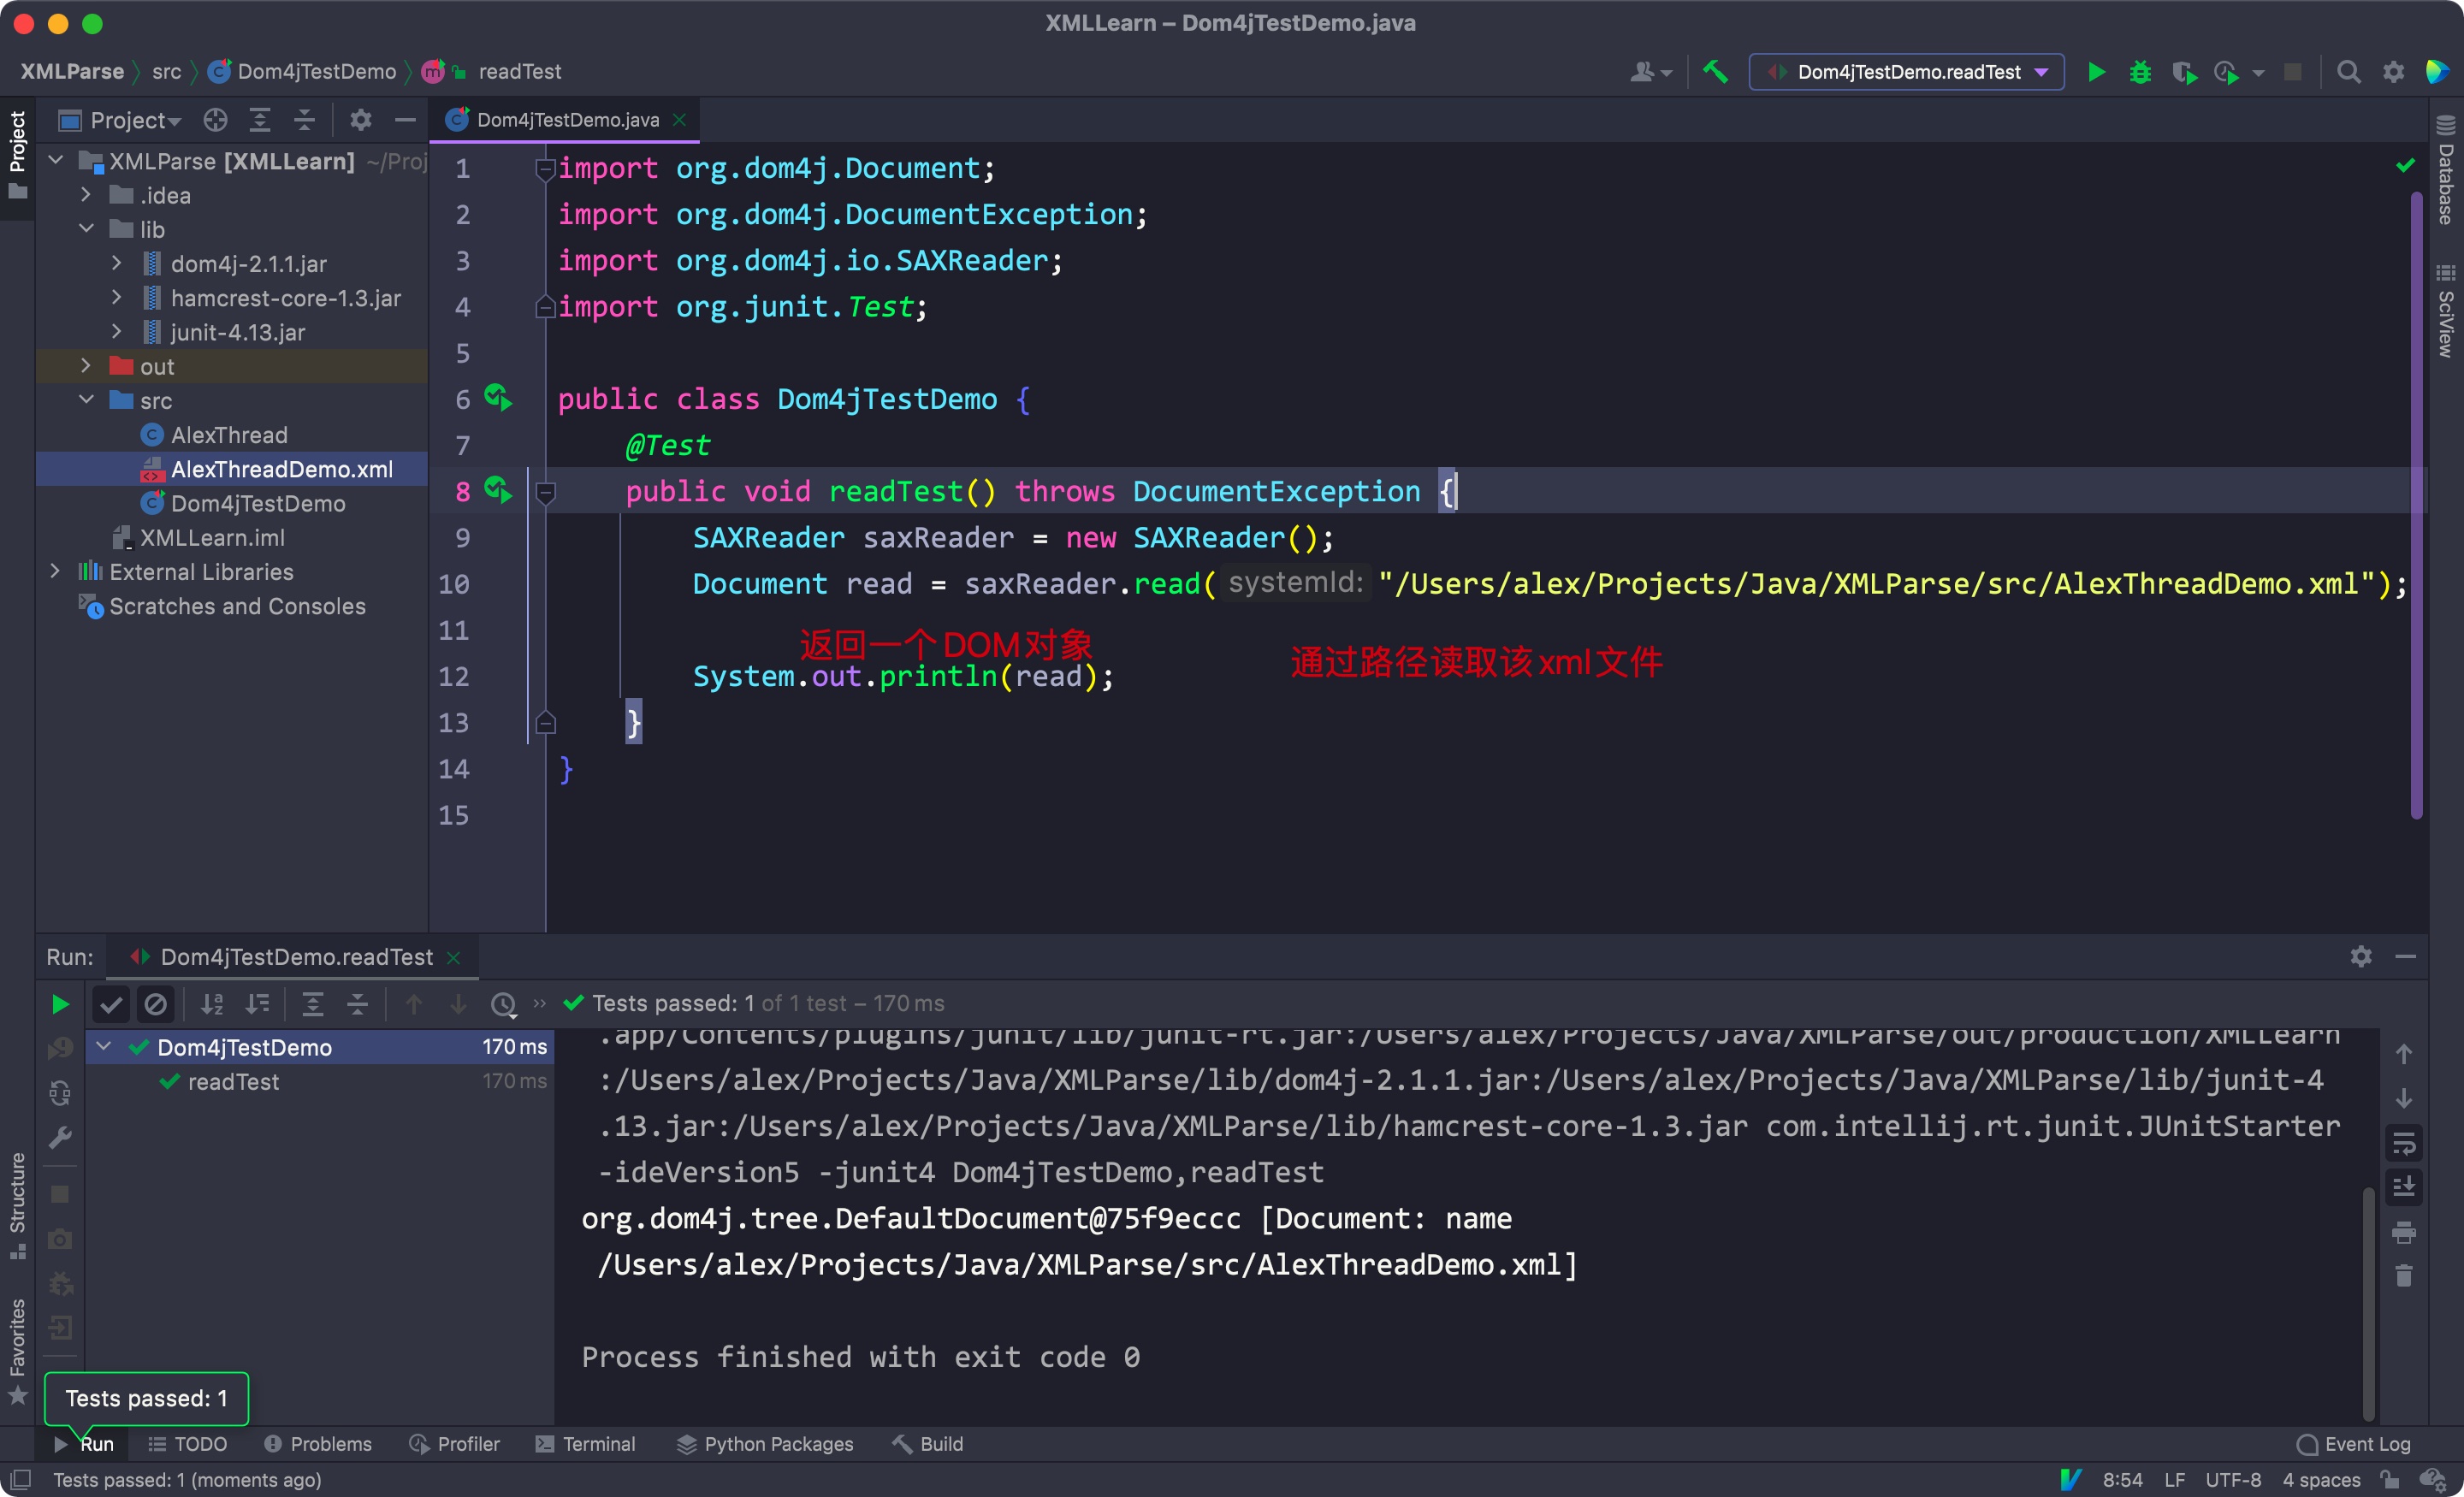 XMLLearn – Dom4jTestDemo.java
XMLParse src Dom4jTestDemo readTest
Dom4jTestDemo.readTest
Project
Project
XMLParse [XMLLearn] ~/Proj
.idea
lib
dom4j-2.1.1.jar
hamcrest-core-1.3.jar
junit-4.13.jar
out
src
AlexThread
AlexThreadDemo.xml
Dom4jTestDemo
XMLLearn.iml
External Libraries
Scratches and Consoles
Structure
Favorites
Dom4jTestDemo.java
1 import org.dom4j.Document;
2 import org.dom4j.DocumentException;
3 import org.dom4j.io.SAXReader;
4 import org.junit.Test;
5
6 public class Dom4jTestDemo {
7 @Test
8 public void readTest() throws DocumentException {
9 SAXReader saxReader = new SAXReader();
10 Document read = saxReader.read( systemId: "/Users/alex/Projects/Java/XMLParse/src/AlexThreadDemo.xml");
11
返回一个DOM对象
通过路径读取该xml文件
12 System.out.println(read);
13 }
14 }
15
Database
SciView
Run: Dom4jTestDemo.readTest
Tests passed: 1 of 1 test – 170 ms
Dom4jTestDemo 170 ms
readTest 170 ms
.app/Contents/plugins/junit/lib/junit-rt.jar:/Users/alex/Projects/Java/XMLParse/out/production/XMLLearn
:/Users/alex/Projects/Java/XMLParse/lib/dom4j-2.1.1.jar:/Users/alex/Projects/Java/XMLParse/lib/junit-4
.13.jar:/Users/alex/Projects/Java/XMLParse/lib/hamcrest-core-1.3.jar com.intellij.rt.junit.JUnitStarter
-ideVersion5 -junit4 Dom4jTestDemo,readTest
org.dom4j.tree.DefaultDocument@75f9eccc [Document: name
/Users/alex/Projects/Java/XMLParse/src/AlexThreadDemo.xml]
Process finished with exit code 0
Tests passed: 1
Run TODO Problems Profiler Terminal Python Packages Build Event Log
Tests passed: 1 (moments ago) 8:54 LF UTF-8 4 spaces